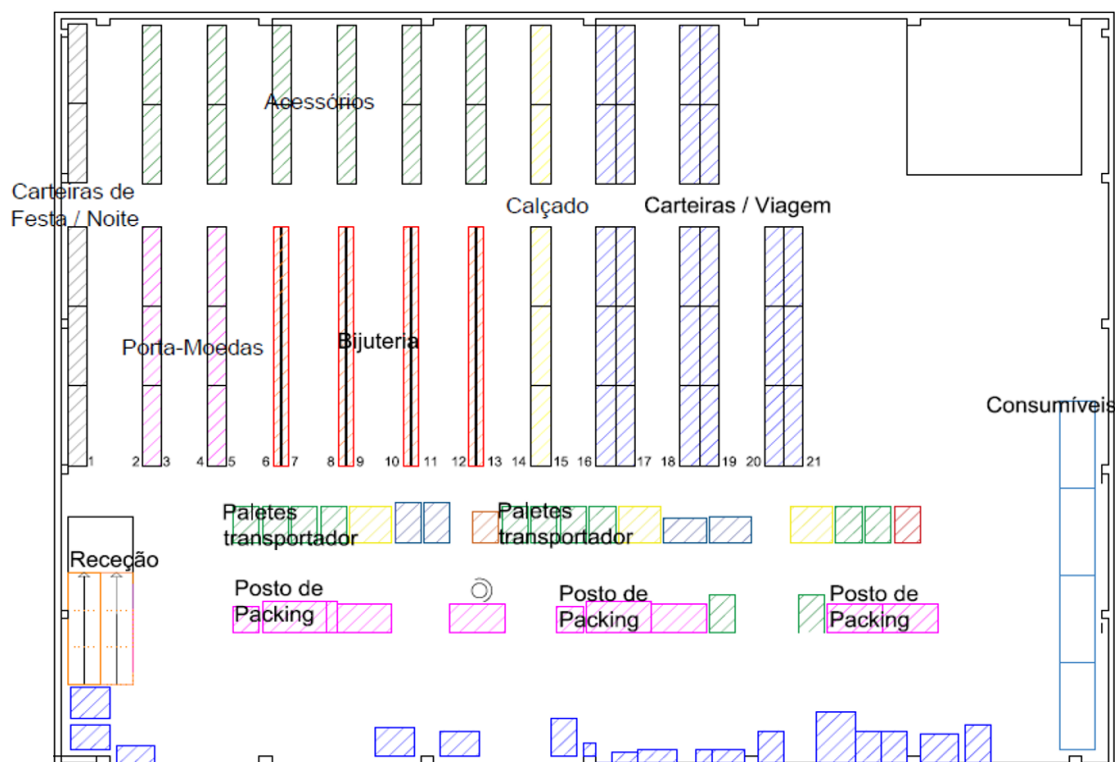 Acessórios
Carteiras de
Festa / Noite
Calçado
Carteiras / Viagem
Porta-Moedas
Bijuteria
Consumíveis
1 2 3 4 5 6 7 8 9 10 11 12 13 14 15 16 17 18 19 20 21
Paletes
transportador
Paletes
transportador
Receção
Posto de
Packing
Posto de
Packing
Posto de
Packing